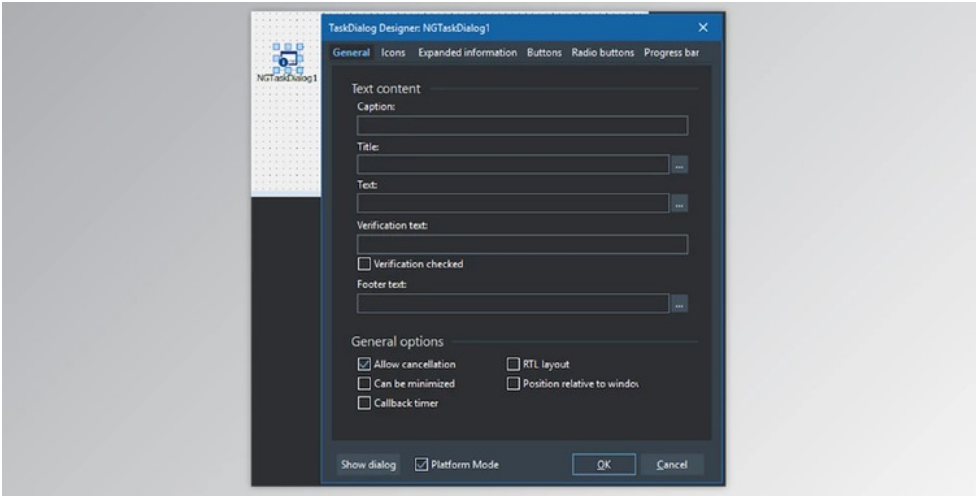 TaskDialog Designer: NGTaskDialog1
General Icons Expanded information Buttons Radio buttons Progress bar
NGTaskDialog1
Text content
Caption:
Title:
...
Text:
...
Verification text:
Verification checked
Footer text:
...
General options
Allow cancellation RTL layout
Can be minimized Position relative to window
Callback timer
Show dialog Platform Mode OK Cancel